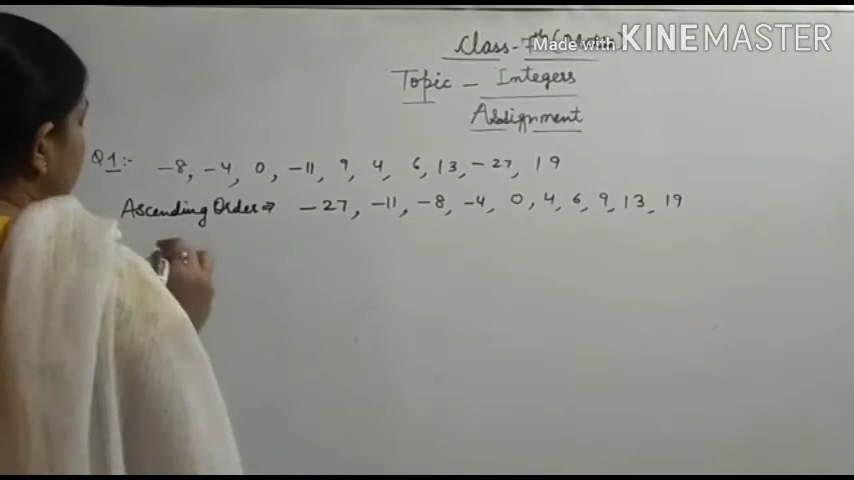 Class-7th
Made with KINEMASTER
Topic - Integers
Assignment
Q1:- -8, -4, 0, -11, 9, 4, 6, 13, -27, 19
Ascending Order ⇒ -27, -11, -8, -4, 0, 4, 6, 9, 13, 19